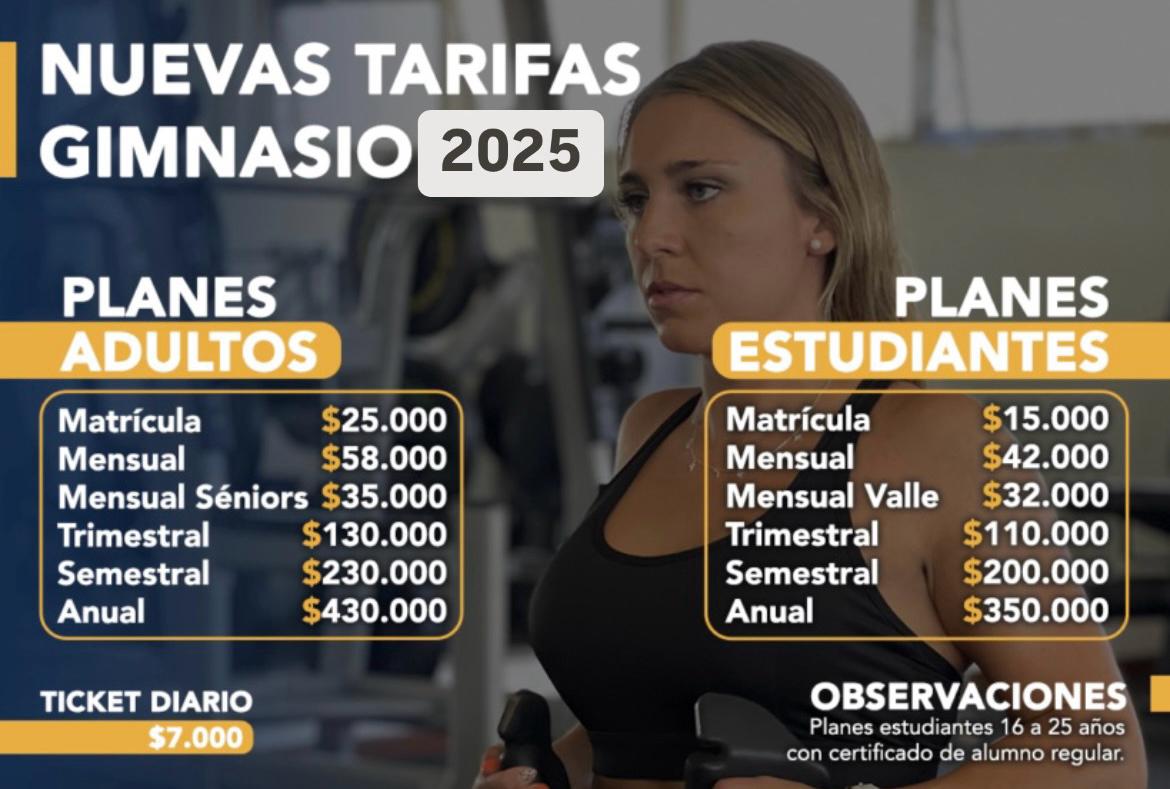 NUEVAS TARIFAS
GIMNASIO 2025
PLANES
ADULTOS
Matrícula $25.000
Mensual $58.000
Mensual Séniors $35.000
Trimestral $130.000
Semestral $230.000
Anual $430.000
TICKET DIARIO
$7.000
PLANES
ESTUDIANTES
Matrícula $15.000
Mensual $42.000
Mensual Valle $32.000
Trimestral $110.000
Semestral $200.000
Anual $350.000
OBSERVACIONES
Planes estudiantes 16 a 25 años
con certificado de alumno regular.